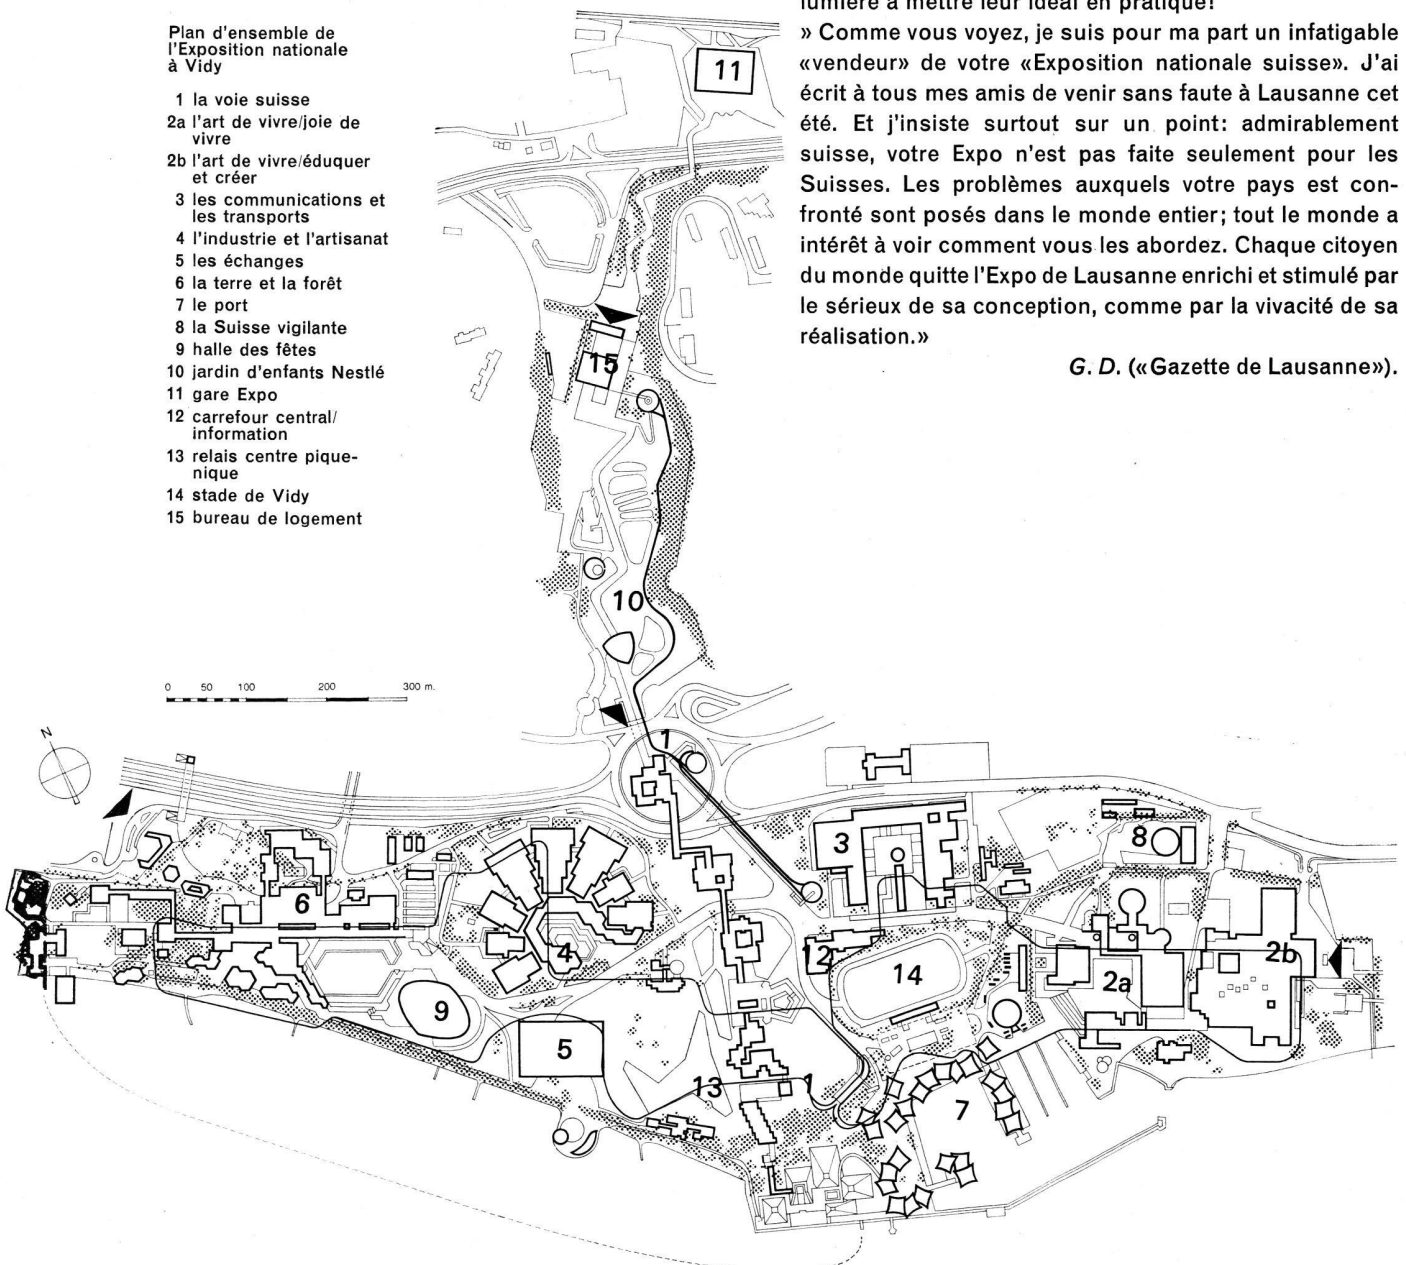 Plan d'ensemble de
l'Exposition nationale
à Vidy
1 la voie suisse
2a l'art de vivre/joie de
vivre
2b l'art de vivre/éduquer
et créer
3 les communications et
les transports
4 l'industrie et l'artisanat
5 les échanges
6 la terre et la forêt
7 le port
8 la Suisse vigilante
9 halle des fêtes
10 jardin d'enfants Nestlé
11 gare Expo
12 carrefour central/
information
13 relais centre pique-
nique
14 stade de Vidy
15 bureau de logement
lumière à mettre leur idéal en pratique!
» Comme vous voyez, je suis pour ma part un infatigable
«vendeur» de votre «Exposition nationale suisse». J'ai
écrit à tous mes amis de venir sans faute à Lausanne cet
été. Et j'insiste surtout sur un point: admirablement
suisse, votre Expo n'est pas faite seulement pour les
Suisses. Les problèmes auxquels votre pays est con-
fronté sont posés dans le monde entier; tout le monde a
intérêt à voir comment vous les abordez. Chaque citoyen
du monde quitte l'Expo de Lausanne enrichi et stimulé par
le sérieux de sa conception, comme par la vivacité de sa
réalisation.»
G. D. («Gazette de Lausanne»).
11
15
10
0 50 100 200 300 m.
N
1
3
8
6
4
12
14
2a
2b
9
5
13
1
7